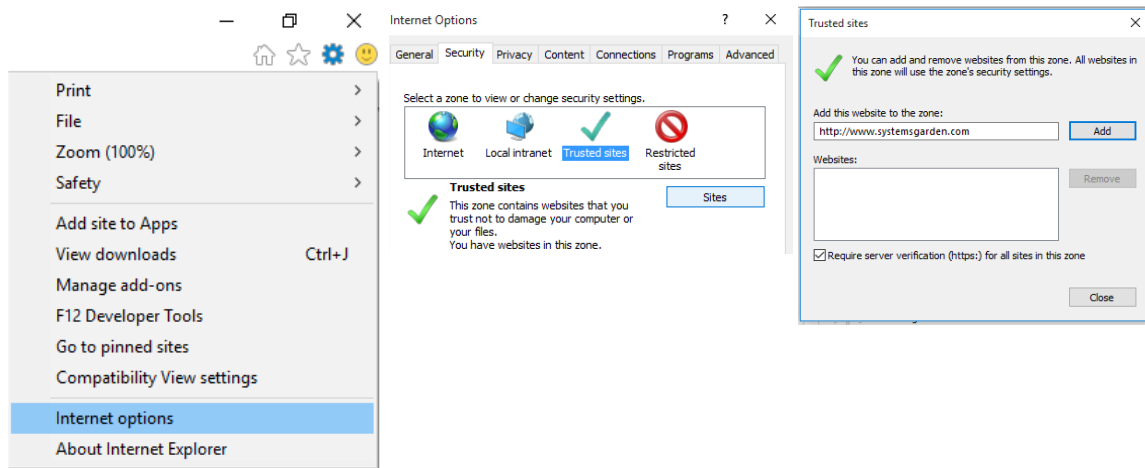 Print
File
Zoom (100%)
Safety
Add site to Apps
View downloads Ctrl+J
Manage add-ons
F12 Developer Tools
Go to pinned sites
Compatibility View settings
Internet options
About Internet Explorer
Internet Options
General Security Privacy Content Connections Programs Advanced
Select a zone to view or change security settings.
Internet Local intranet Trusted sites Restricted
sites
Trusted sites
Sites
This zone contains websites that you
trust not to damage your computer or
your files.
You have websites in this zone.
Trusted sites
You can add and remove websites from this zone. All websites in
this zone will use the zone's security settings.
Add this website to the zone:
http://www.systemsgarden.com Add
Websites:
Remove
Require server verification (https:) for all sites in this zone
Close